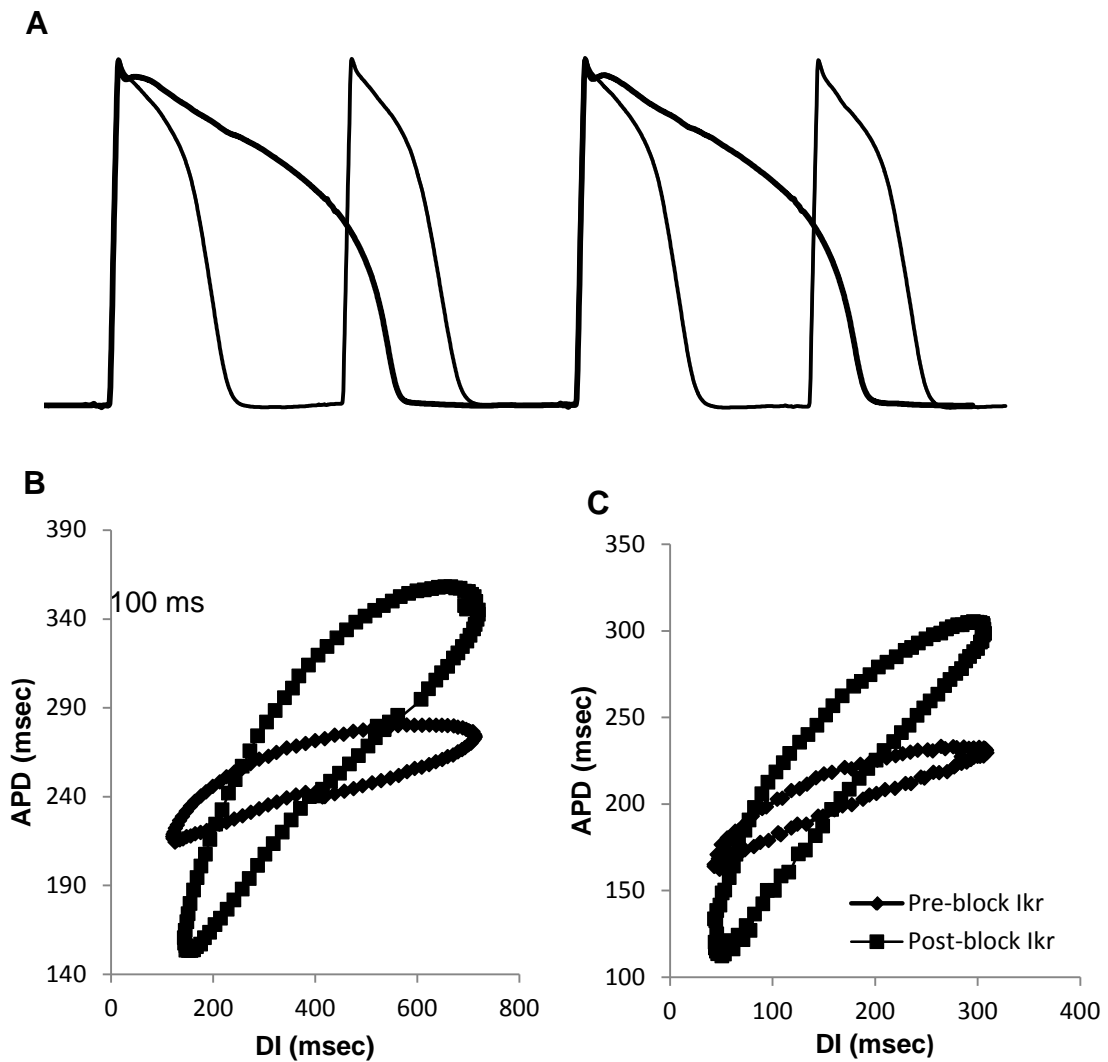 A
B
C
390
340
290
240
190
140
100 ms
APD (msec)
0 200 400 600 800
DI (msec)
350
300
250
200
150
100
APD (msec)
Pre-block Ikr
Post-block Ikr
0 100 200 300 400
DI (msec)